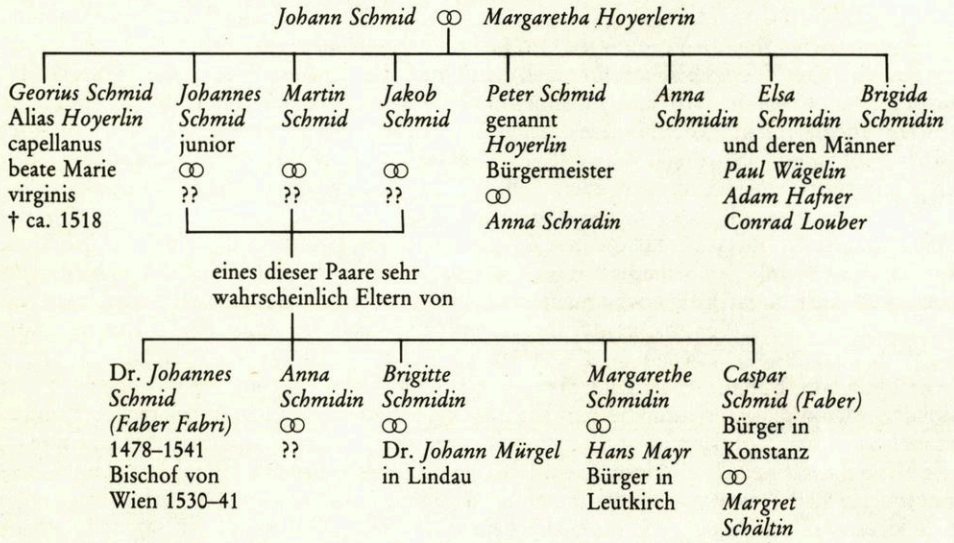 Johann Schmid ⚭ Margaretha Hoyerlerin
Georius Schmid
Alias Hoyerlin
capellanus
beate Marie
virginis
† ca. 1518
Johannes
Schmid
junior
⚭
??
Martin
Schmid
⚭
??
Jakob
Schmid
⚭
??
Peter Schmid
genannt
Hoyerlin
Bürgermeister
⚭
Anna Schradin
Anna
Schmidin
Elsa
Schmidin
Brigida
Schmidin
und deren Männer
Paul Wägelin
Adam Hafner
Conrad Louber
eines dieser Paare sehr
wahrscheinlich Eltern von
Dr. Johannes
Schmid
(Faber Fabri)
1478–1541
Bischof von
Wien 1530–41
Anna
Schmidin
⚭
??
Brigitte
Schmidin
⚭
Dr. Johann Mürgel
in Lindau
Margarethe
Schmidin
⚭
Hans Mayr
Bürger in
Leutkirch
Caspar
Schmid (Faber)
Bürger in
Konstanz
⚭
Margret
Schältin